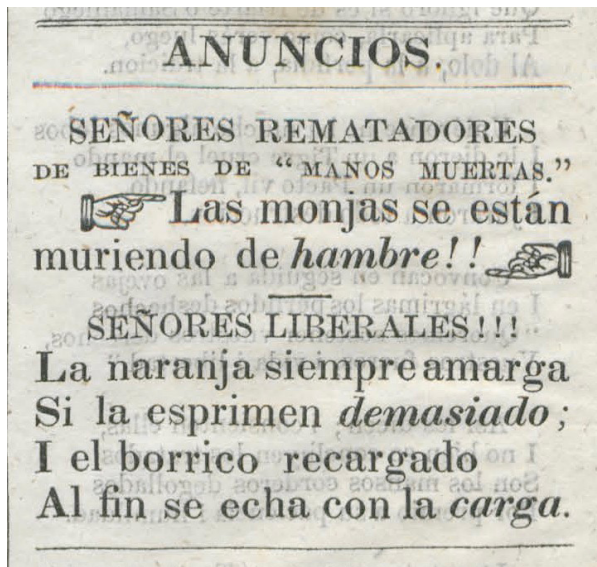 ANUNCIOS.
SEÑORES REMATADORES
DE BIENES DE “MANOS MUERTAS.”
Las monjas se están
muriendo de hambre!!
SEÑORES LIBERALES!!!
La naranja siempre amarga
Si la esprimen demasiado;
I el borrico recargado
Al fin se echa con la carga.